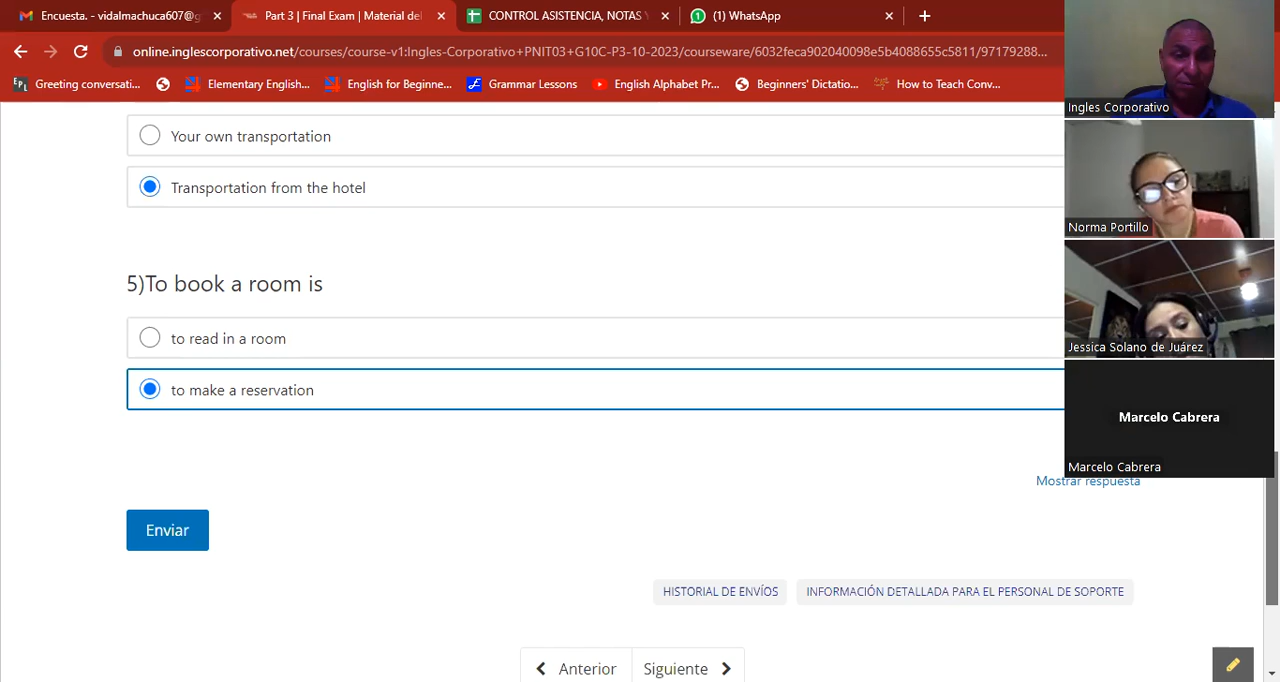 Encuesta. - vidalmachuca607@g
Part 3 | Final Exam | Material del
CONTROL ASISTENCIA, NOTAS Y
(1) WhatsApp
online.inglescorporativo.net/courses/course-v1:Ingles-Corporativo+PNIT03+G10C-P3-10-2023/courseware/6032feca902040098e5b4088655c5811/97179288...
Greeting conversati...
Elementary English...
English for Beginne...
Grammar Lessons
English Alphabet Pr...
Beginners' Dictatio...
How to Teach Conv...
Ingles Corporativo
Your own transportation
Transportation from the hotel
Norma Portillo
5)To book a room is
to read in a room
Jessica Solano de Juárez
to make a reservation
Marcelo Cabrera
Marcelo Cabrera
Mostrar respuesta
Enviar
HISTORIAL DE ENVÍOS
INFORMACIÓN DETALLADA PARA EL PERSONAL DE SOPORTE
Anterior
Siguiente